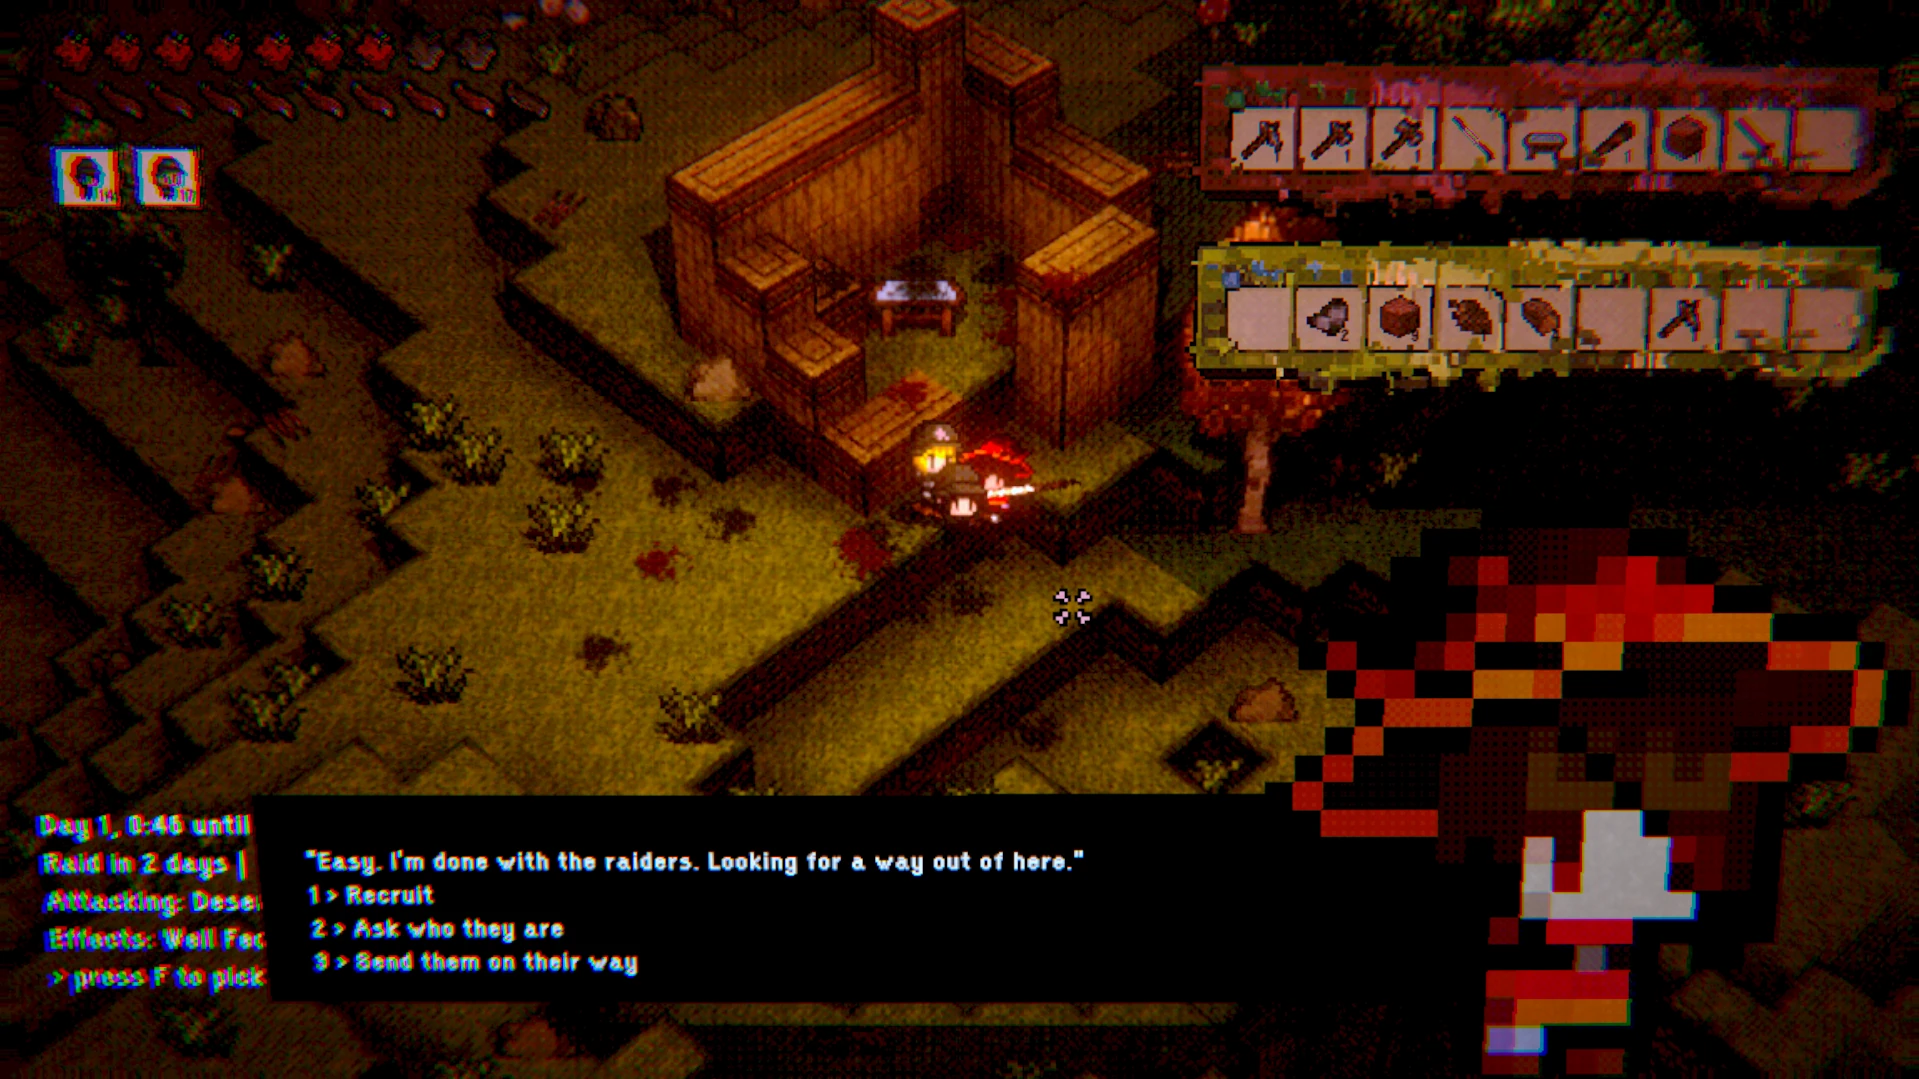 Day 1, 0:46 until
Raid in 2 days |
Attacking: Dese
Effects: Well Fed
> press F to pick
"Easy. I'm done with the raiders. Looking for a way out of here."
1 > Recruit
2 > Ask who they are
3 > Send them on their way